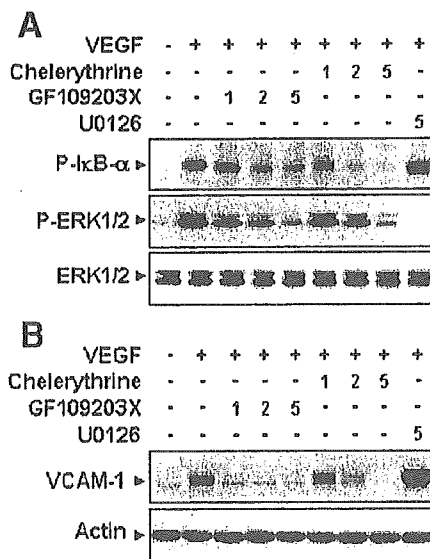 A
VEGF - + + + + + + + +
Chelerythrine - - - - - 1 2 5 -
GF109203X - - 1 2 5 - - - -
U0126 - - - - - - - - 5
P-IκB-α
P-ERK1/2
ERK1/2
B
VEGF - + + + + + + + +
Chelerythrine - - - - - 1 2 5 -
GF109203X - - 1 2 5 - - - -
U0126 - - - - - - - - 5
VCAM-1
Actin